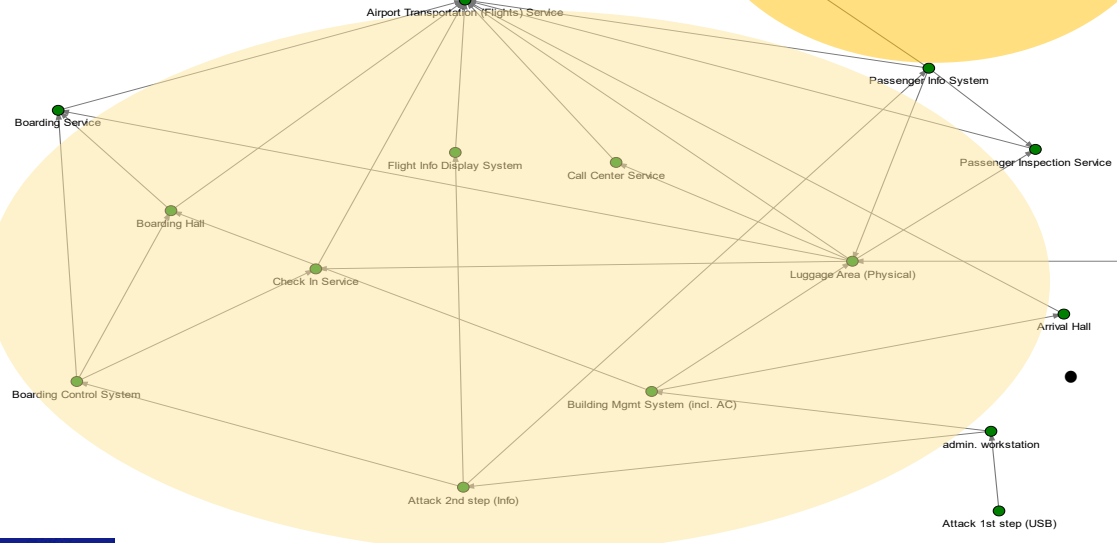 Airport Transportation (Flights) Service
Passenger Info System
Boarding Service
Flight Info Display System
Call Center Service
Passenger Inspection Service
Boarding Hall
Check In Service
Luggage Area (Physical)
Arrival Hall
Boarding Control System
Building Mgmt System (incl. AC)
admin. workstation
Attack 2nd step (Info)
Attack 1st step (USB)